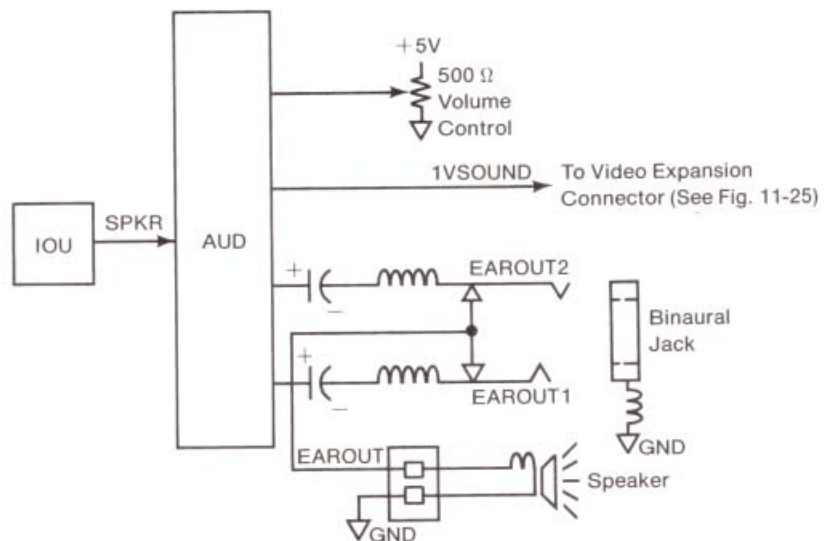 +5V
500 Ω
Volume
Control
1VSOUND
To Video Expansion
Connector (See Fig. 11-25)
SPKR
IOU
AUD
+
−
EAROUT2
Binaural
Jack
+
−
EAROUT1
GND
EAROUT
Speaker
GND